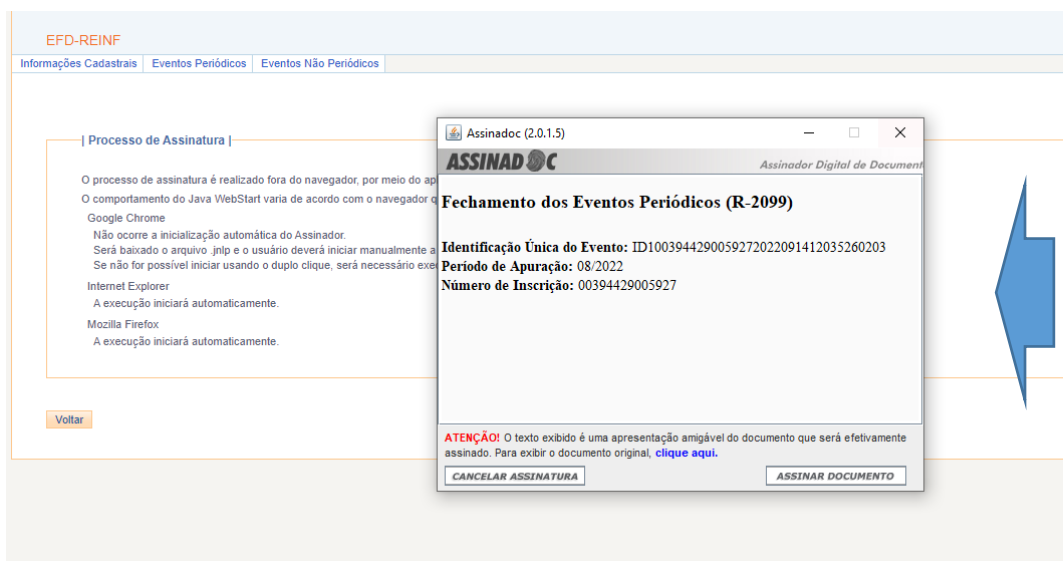 EFD-REINF
Informações Cadastrais Eventos Periódicos Eventos Não Periódicos
| Processo de Assinatura |
O processo de assinatura é realizado fora do navegador, por meio do
O comportamento do Java WebStart varia de acordo com o navegador
Google Chrome
Não ocorre a inicialização automática do Assinador.
Será baixado o arquivo .jnlp e o usuário deverá iniciar manualmente a
Se não for possível iniciar usando o duplo clique, será necessário
Internet Explorer
A execução iniciará automaticamente.
Mozilla Firefox
A execução iniciará automaticamente.
Voltar
Assinadoc (2.0.1.5)
ASSINADOC
Assinador Digital de Document
Fechamento dos Eventos Periódicos (R-2099)
Identificação Única do Evento: ID1003944290059272022091412035260203
Período de Apuração: 08/2022
Número de Inscrição: 00394429005927
ATENÇÃO! O texto exibido é uma apresentação amigável do documento que será efetivamente
assinado. Para exibir o documento original, clique aqui.
CANCELAR ASSINATURA
ASSINAR DOCUMENTO